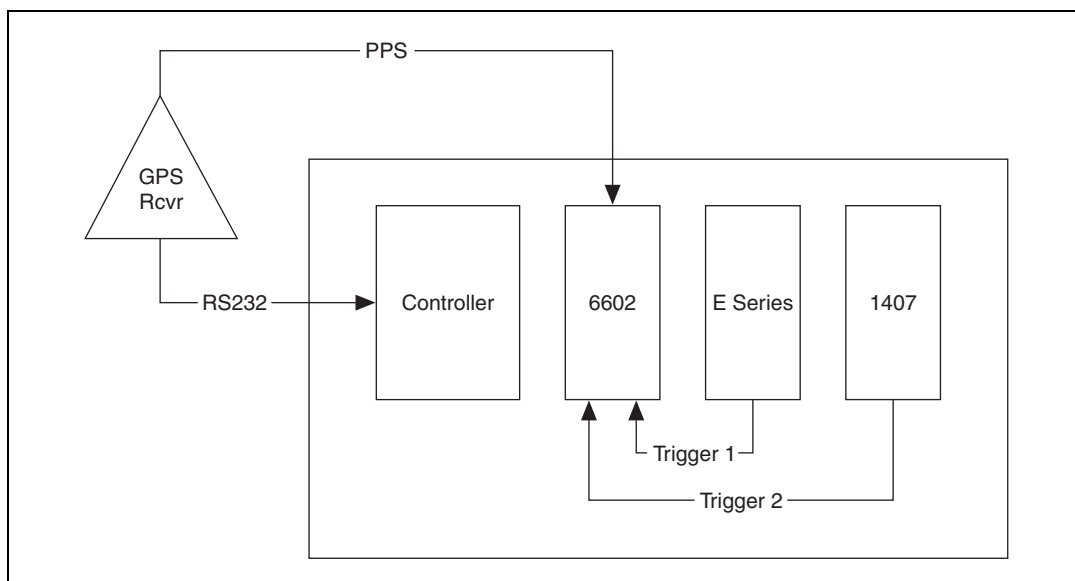 PPS
GPS
Rcvr
RS232
Controller
6602
E Series
1407
Trigger 1
Trigger 2